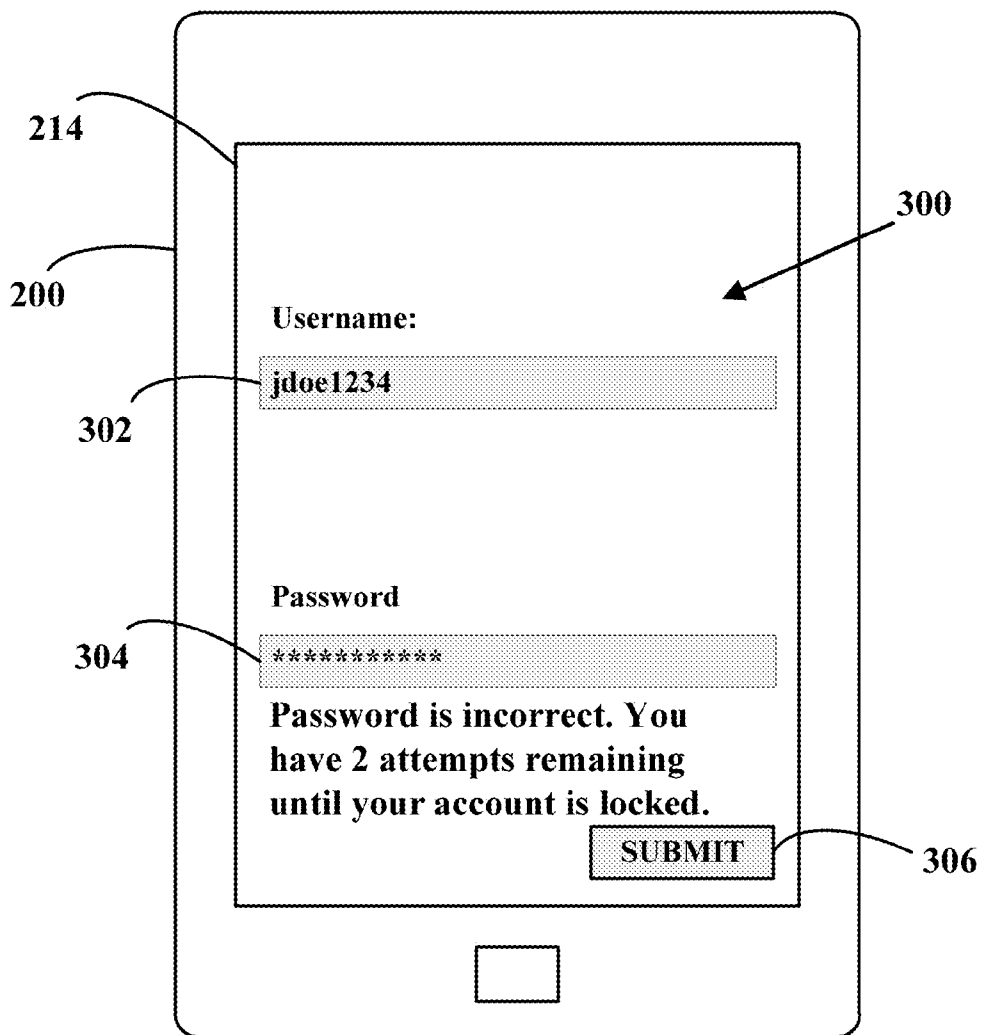 214
300
200
Username:
jdoe1234
302
Password
304
***********
Password is incorrect. You
have 2 attempts remaining
until your account is locked.
SUBMIT
306